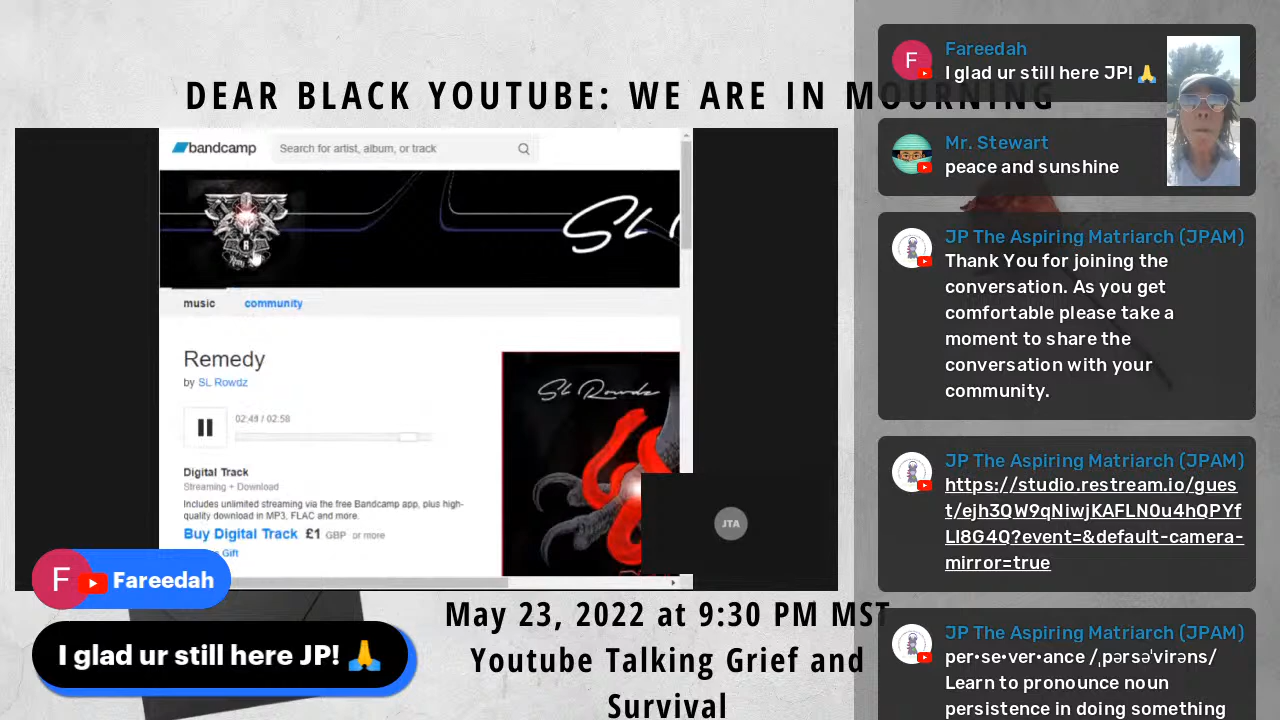 DEAR BLACK YOUTUBE: WE ARE IN MOURNING
bandcamp
Search for artist, album, or track
SL
R
music
community
Remedy
by SL Rowdz
02:49 / 02:58
Digital Track
Streaming + Download
Includes unlimited streaming via the free Bandcamp app, plus high-
quality download in MP3, FLAC and more.
Buy Digital Track £1 GBP or more
Gift
SL Rowdz
JTA
F Fareedah
I glad ur still here JP! 🙏
May 23, 2022 at 9:30 PM MST
Youtube Talking Grief and
Survival
F
Fareedah
I glad ur still here JP! 🙏
Mr. Stewart
peace and sunshine
JP The Aspiring Matriarch (JPAM)
Thank You for joining the
conversation. As you get
comfortable please take a
moment to share the
conversation with your
community.
JP The Aspiring Matriarch (JPAM)
https://studio.restream.io/gues
t/ejh3QW9qNiwjKAFLN0u4hQPYf
LI8G4Q?event=&default-camera-
mirror=true
JP The Aspiring Matriarch (JPAM)
per•se•ver•ance /ˌpərsəˈvirəns/
Learn to pronounce noun
persistence in doing something